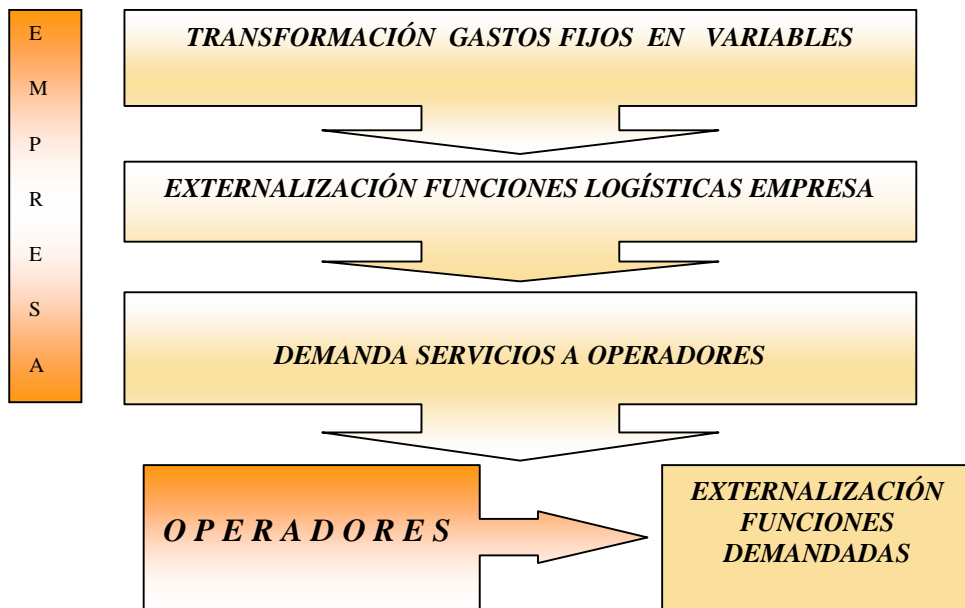 E
M
P
R
E
S
A
TRANSFORMACIÓN GASTOS FIJOS EN VARIABLES
EXTERNALIZACIÓN FUNCIONES LOGÍSTICAS EMPRESA
DEMANDA SERVICIOS A OPERADORES
O P E R A D O R E S
EXTERNALIZACIÓN
FUNCIONES
DEMANDADAS